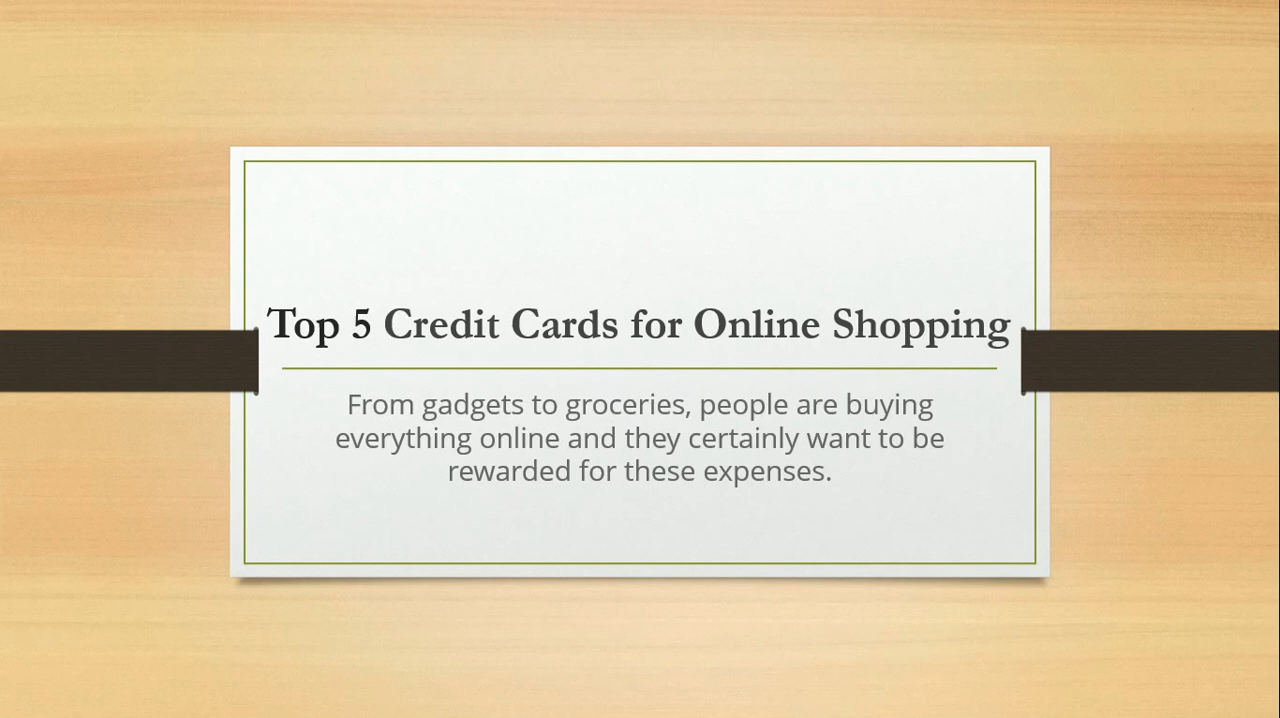 Top 5 Credit Cards for Online Shopping
From gadgets to groceries, people are buying
everything online and they certainly want to be
rewarded for these expenses.